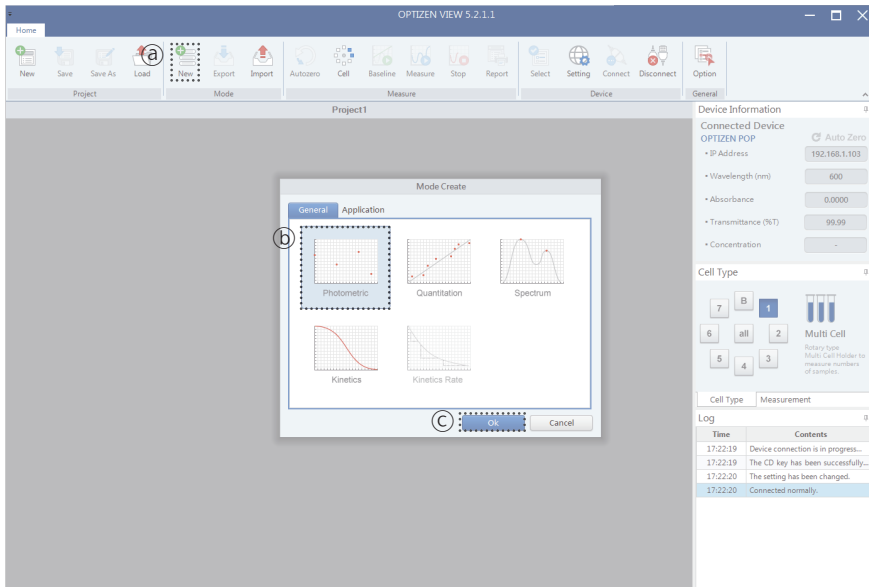 OPTIZEN VIEW 5.2.1.1
Home
New Save Save As Load ⓐ New Export Import Autozero Cell Baseline Measure Stop Report Select Setting Connect Disconnect Option
Project Mode Measure Device General
Project1
Device Information
Connected Device
OPTIZEN POP Auto Zero
• IP Address 192.168.1.103
• Wavelength (nm) 600
• Absorbance 0.0000
• Transmittance (%T) 99.99
• Concentration -
Mode Create
General Application
ⓑ
Photometric Quantitation Spectrum
Kinetics Kinetics Rate
ⓒ Ok Cancel
Cell Type
7 B 1
6 all 2
5 4 3
Multi Cell
Rotary type
Multi Cell Holder to
measure numbers
of samples.
Cell Type Measurement
Log
Time Contents
17:22:19 Device connection is in progress...
17:22:19 The CD key has been successfully...
17:22:20 The setting has been changed.
17:22:20 Connected normally.